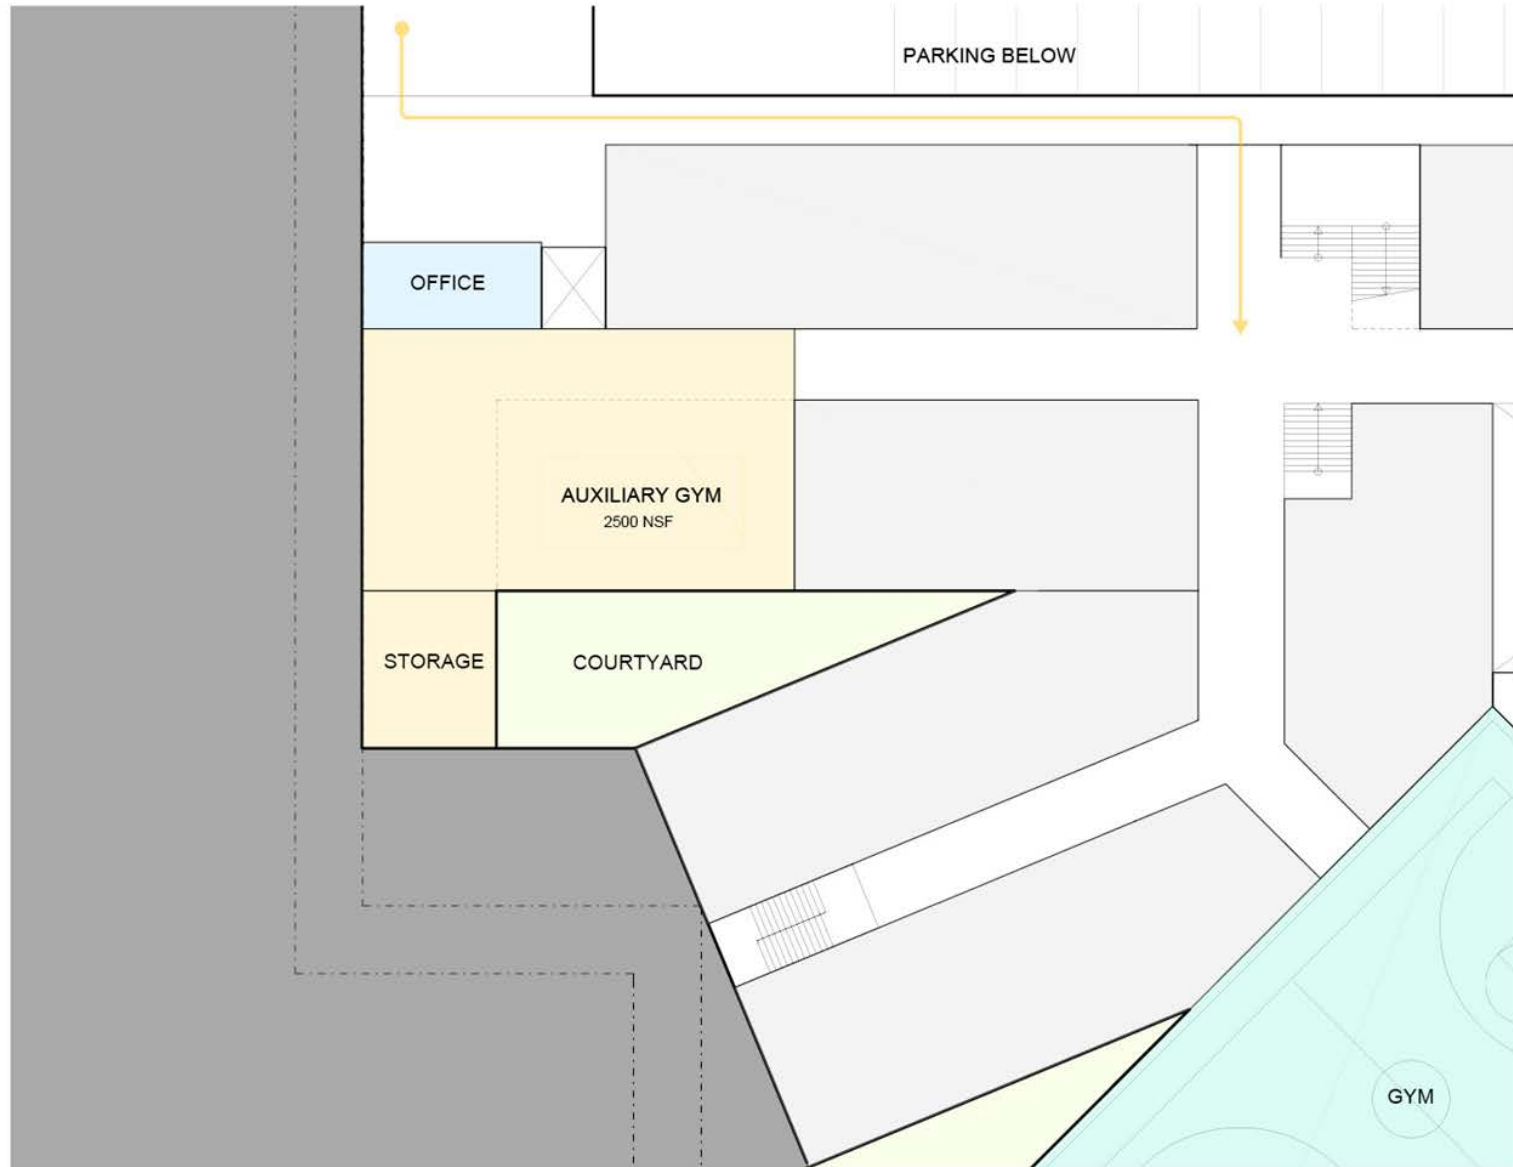 PARKING BELOW
OFFICE
AUXILIARY GYM
2500 NSF
STORAGE
COURTYARD
GYM